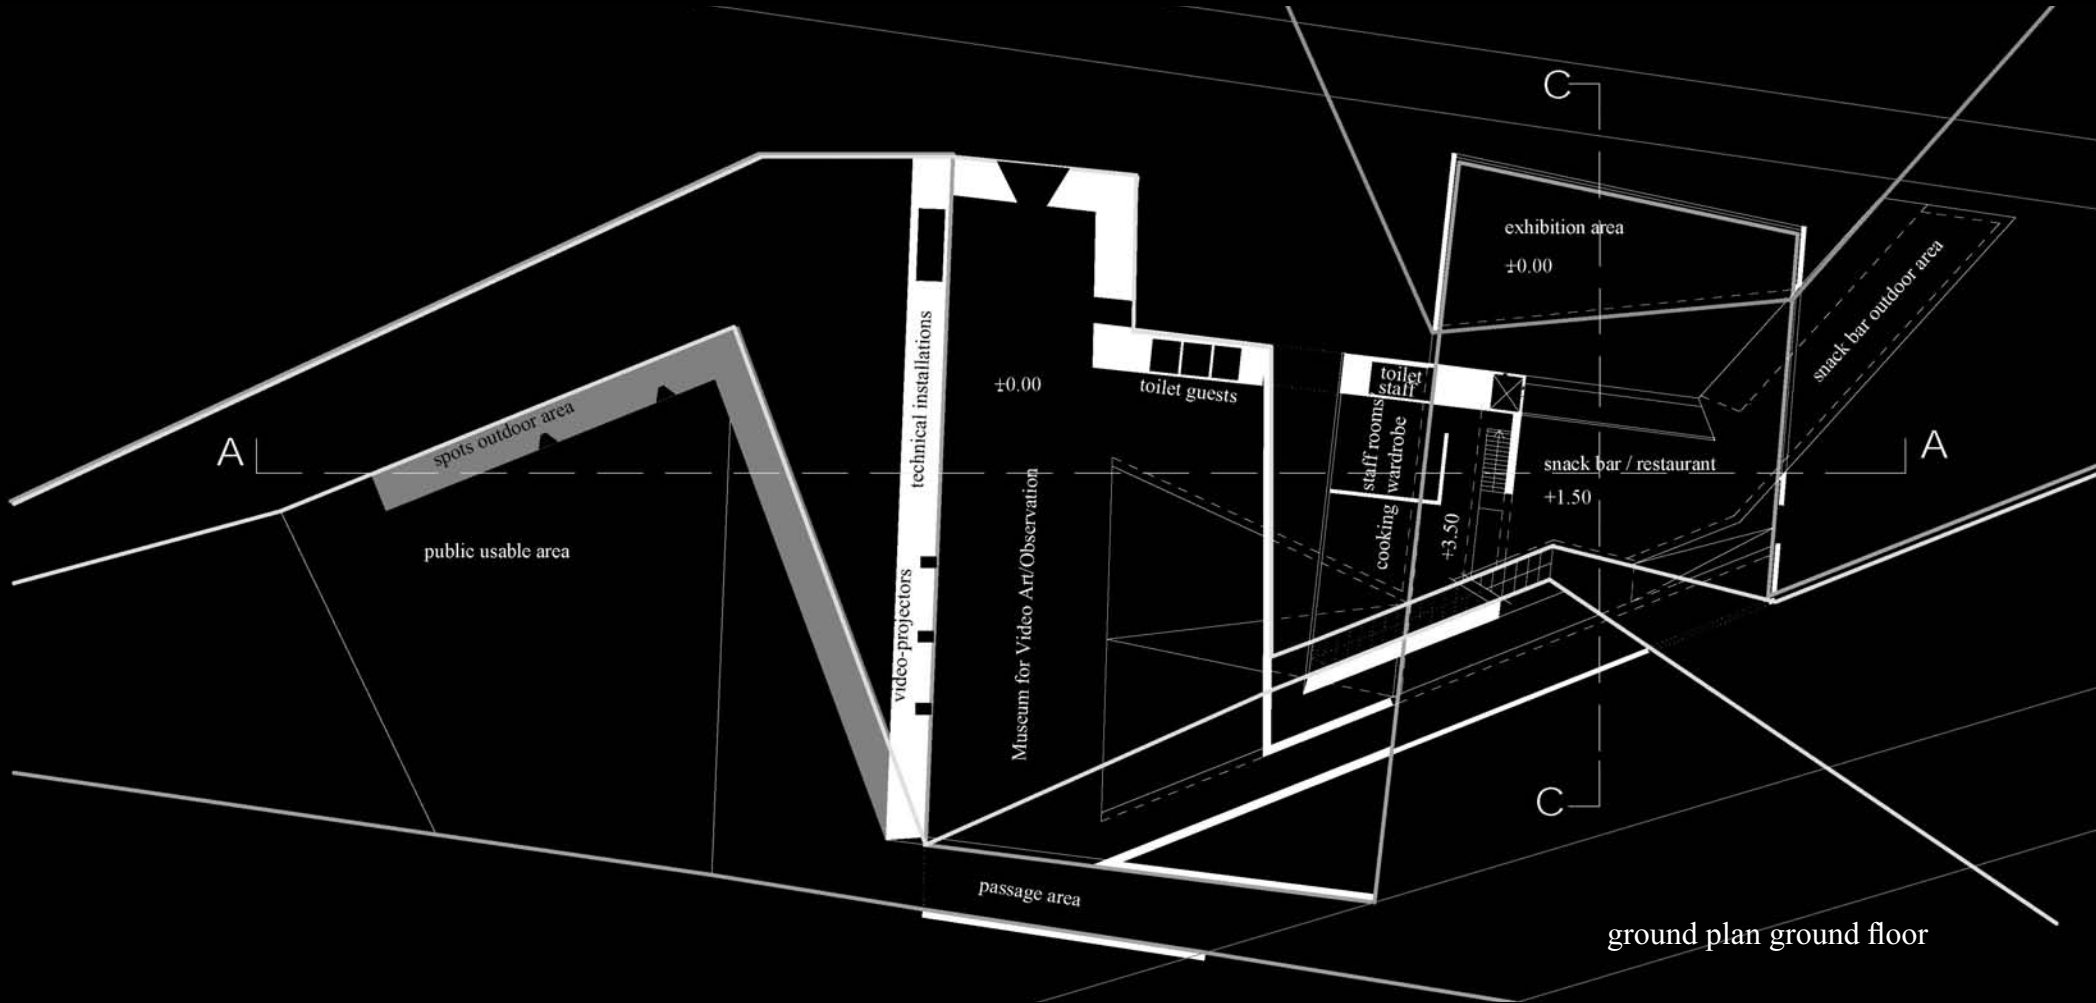 C
exhibition area
±0.00
snack bar outdoor area
technical installations
±0.00
toilet guests
toilet
staff
staff rooms
wardrobe
spots outdoor area
A
A
snack bar / restaurant
+1.50
cooking
+3.50
public usable area
video-projectors
Museum for Video Art/Observation
C
passage area
ground plan ground floor